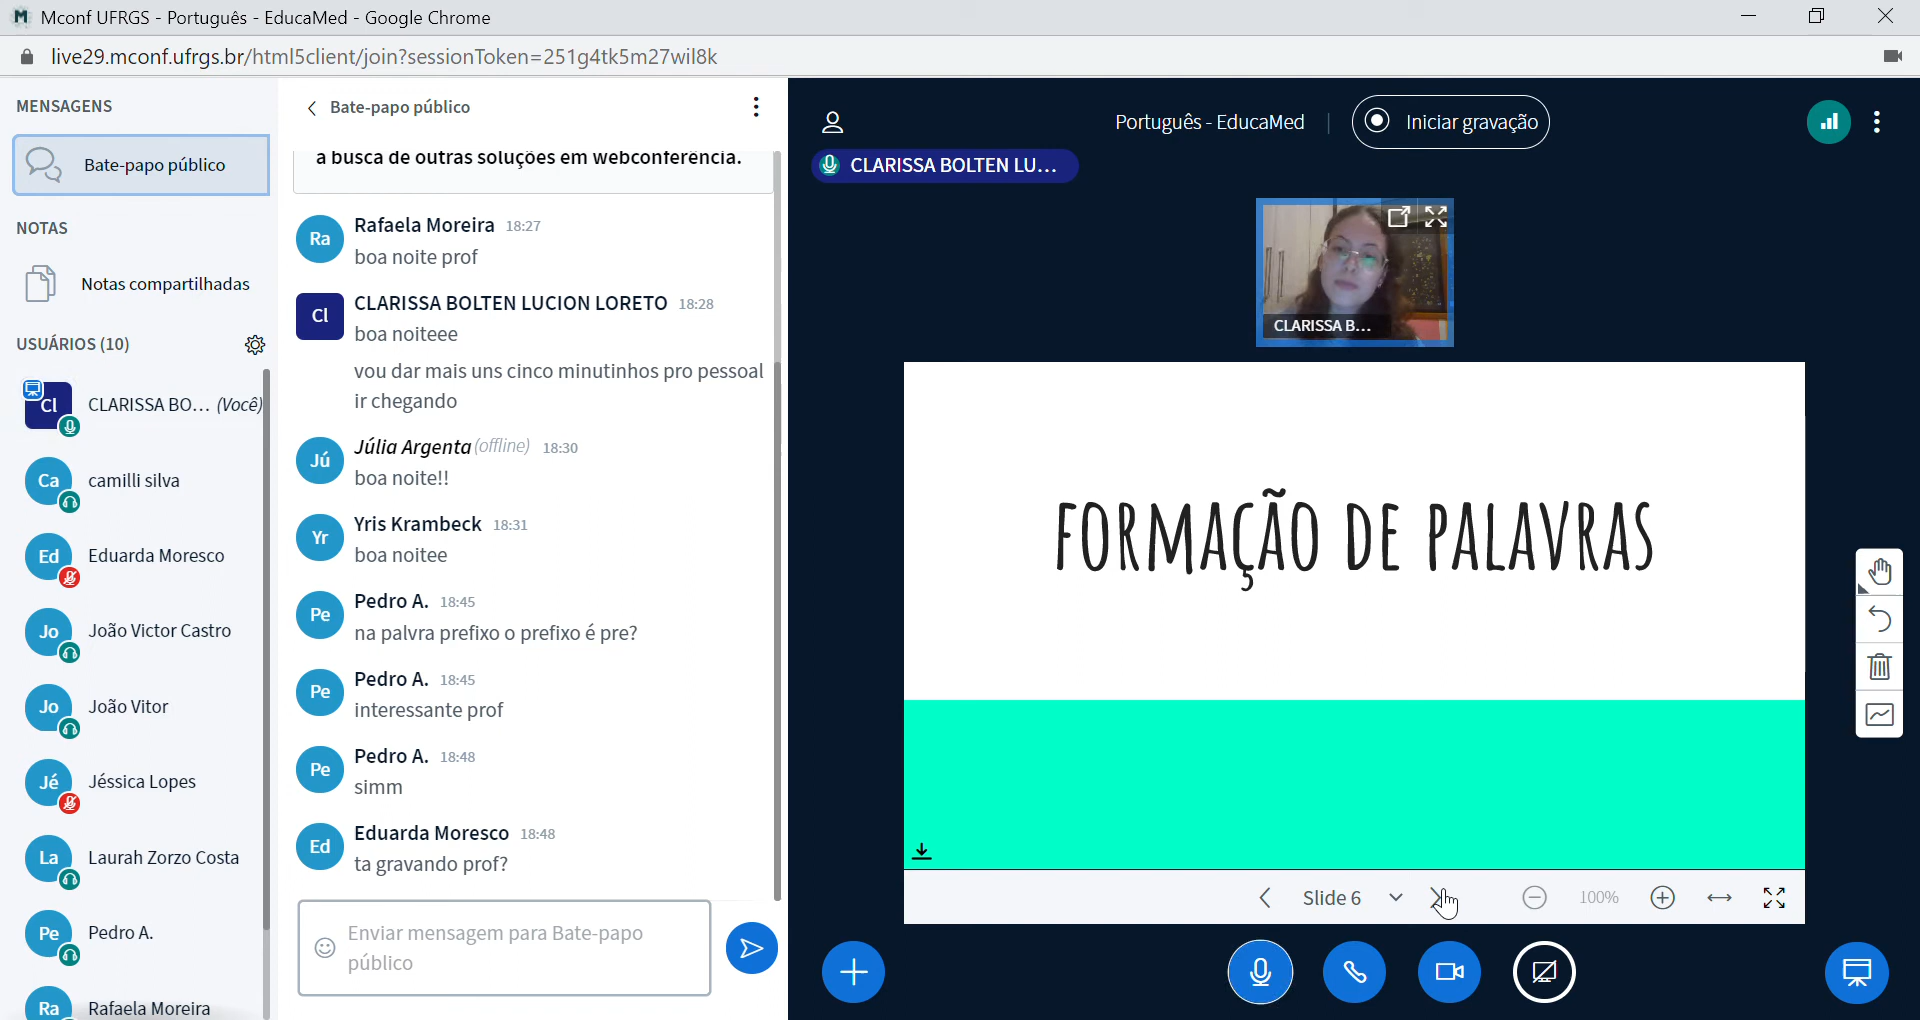 Mconf UFRGS - Português - EducaMed - Google Chrome
live29.mconf.ufrgs.br/html5client/join?sessionToken=251g4tk5m27wil8k
MENSAGENS
Bate-papo público
NOTAS
Notas compartilhadas
USUÁRIOS (10)
Cl
CLARISSA BO... (Você)
Ca
camilli silva
Ed
Eduarda Moresco
Jo
João Victor Castro
Jo
João Vitor
Jé
Jéssica Lopes
La
Laurah Zorzo Costa
Pe
Pedro A.
Ra
Rafaela Moreira
Bate-papo público
a busca de outras soluções em webconferência.
Ra
Rafaela Moreira 18:27
boa noite prof
Cl
CLARISSA BOLTEN LUCION LORETO 18:28
boa noiteee
vou dar mais uns cinco minutinhos pro pessoal
ir chegando
Jú
Júlia Argenta (offline) 18:30
boa noite!!
Yr
Yris Krambeck 18:31
boa noitee
Pe
Pedro A. 18:45
na palvra prefixo o prefixo é pre?
Pe
Pedro A. 18:45
interessante prof
Pe
Pedro A. 18:48
simm
Ed
Eduarda Moresco 18:48
ta gravando prof?
Enviar mensagem para Bate-papo
público
Português - EducaMed
Iniciar gravação
CLARISSA BOLTEN LU...
CLARISSA B...
FORMAÇÃO DE PALAVRAS
Slide 6
100%